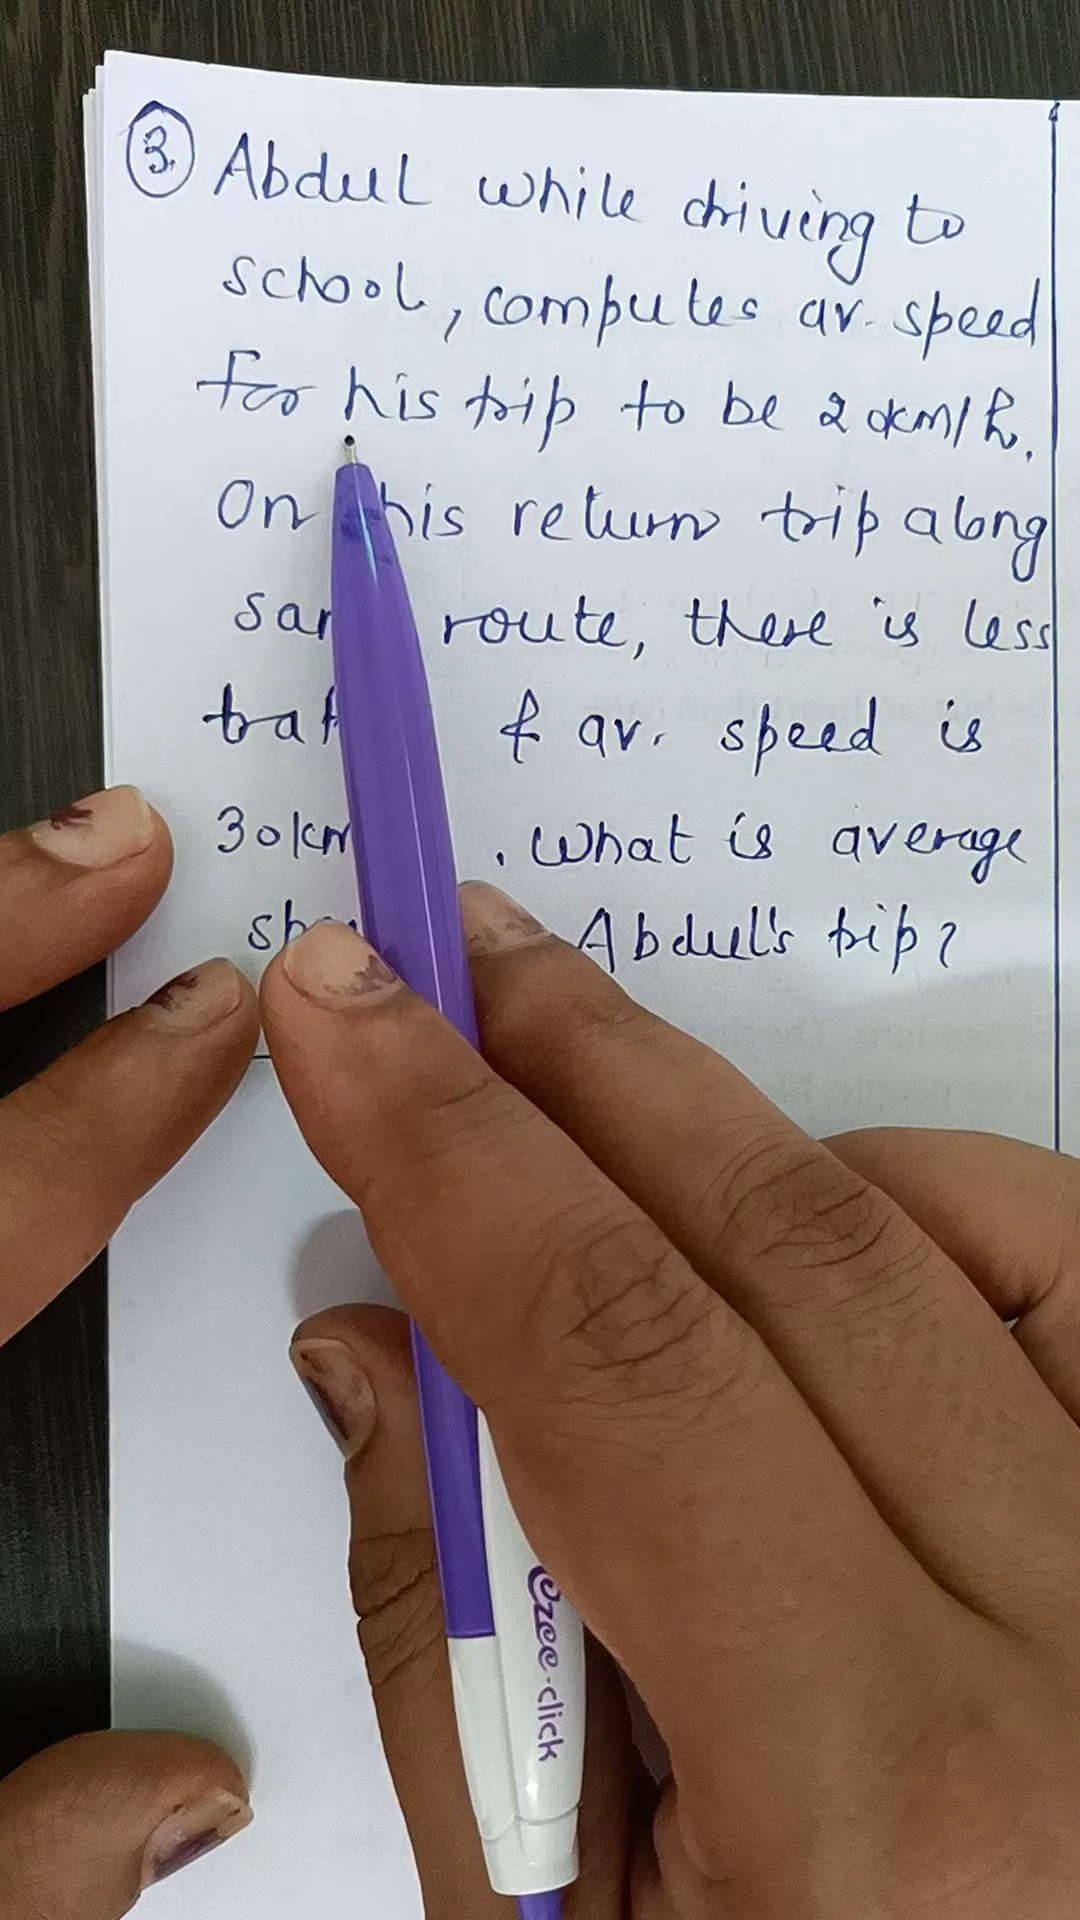 3. Abdul while driving to
school, computes av. speed
for his trip to be 20km/h.
On his return trip along
route, there is less
& av. speed is
30km . What is average
Abdul's trip?
ezee-click